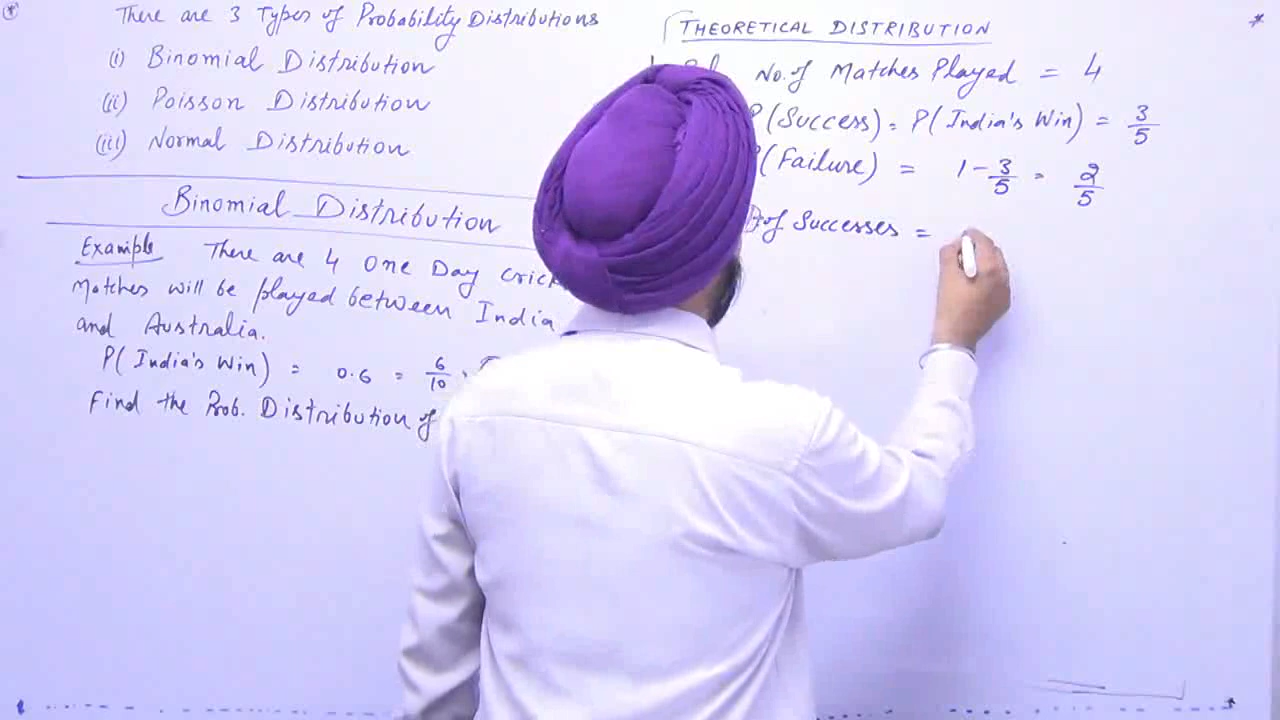 There are 3 Types of Probability Distributions
(i) Binomial Distribution
(ii) Poisson Distribution
(iii) Normal Distribution
Binomial Distribution
Example There are 4 One Day
Matches will be played between India
and Australia.
P(India's Win) = 0.6 = 6/10
Find the Prob. Distribution of
THEORETICAL DISTRIBUTION
No. of Matches Played = 4
P(Success) = P(India's Win) = 3/5
P(Failure) = 1 - 3/5 = 2/5
of Successes =